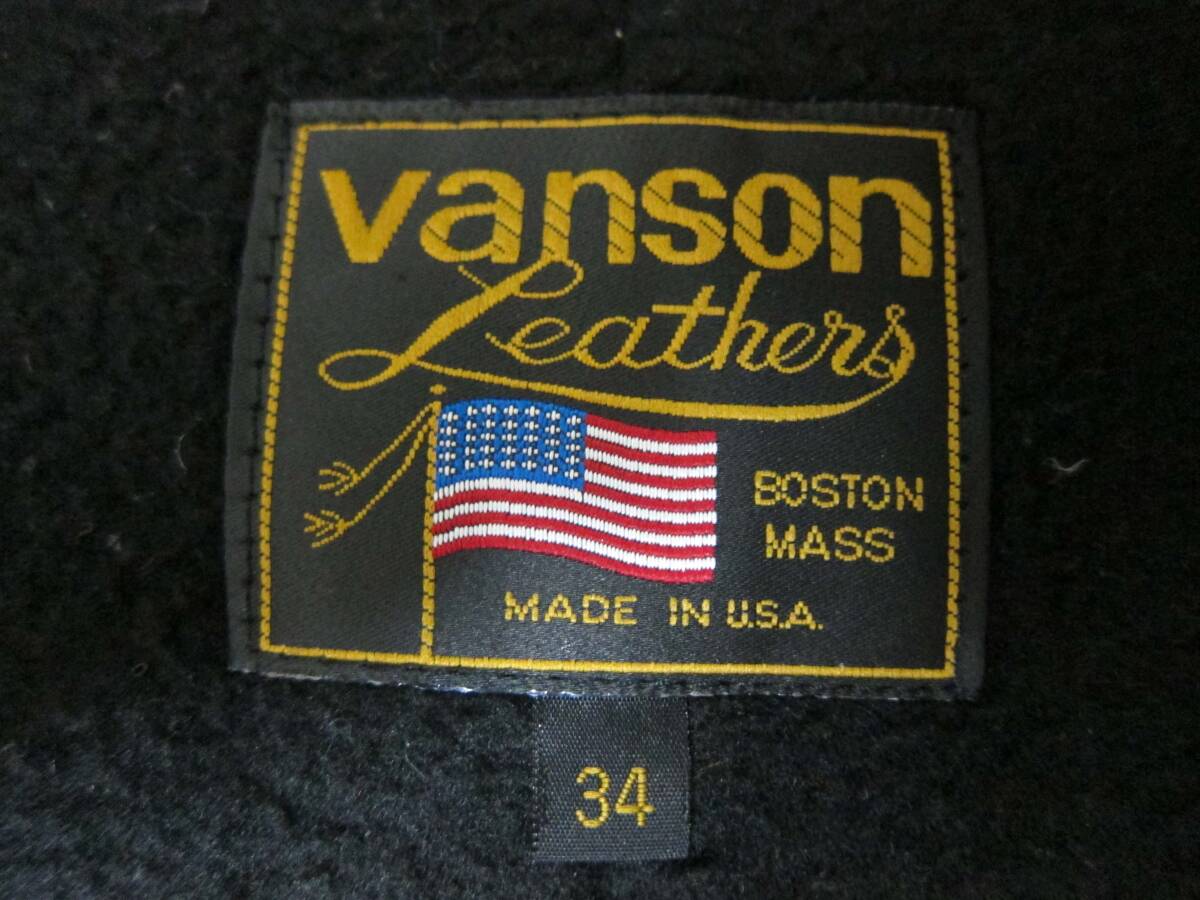 vanson
Leathers
BOSTON
MASS
MADE IN U.S.A.
34